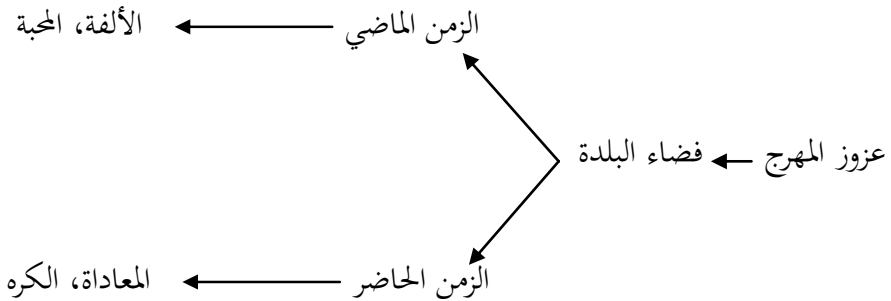 الزمن الماضي
الألفة، المحبة
عزوز المهرج
فضاء البلدة
الزمن الحاضر
المعاداة، الكره